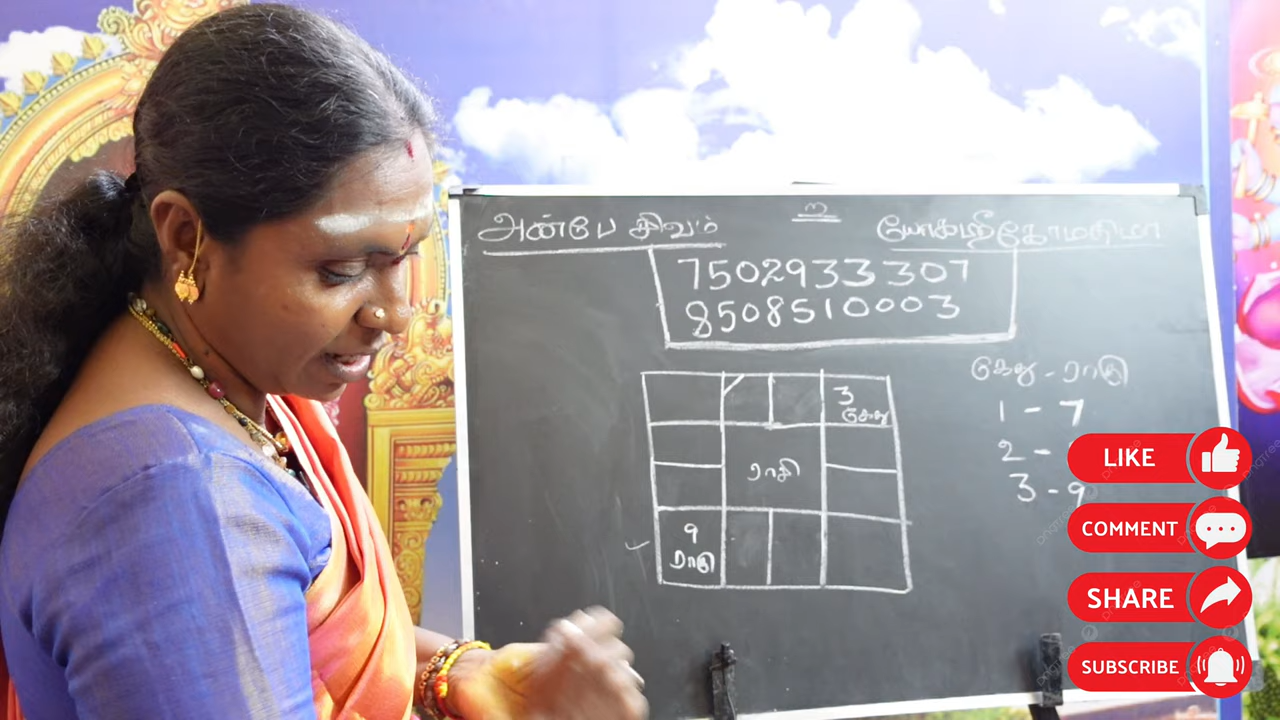 அன்பே சிவம்
உ
யோகஸ்ரீகோமதிமா
7502933307
8508510003
கேது - ராகு
1 - 7
2 -
3 - 9
3
கேது
ராசி
9
ராகு
LIKE
COMMENT
SHARE
SUBSCRIBE